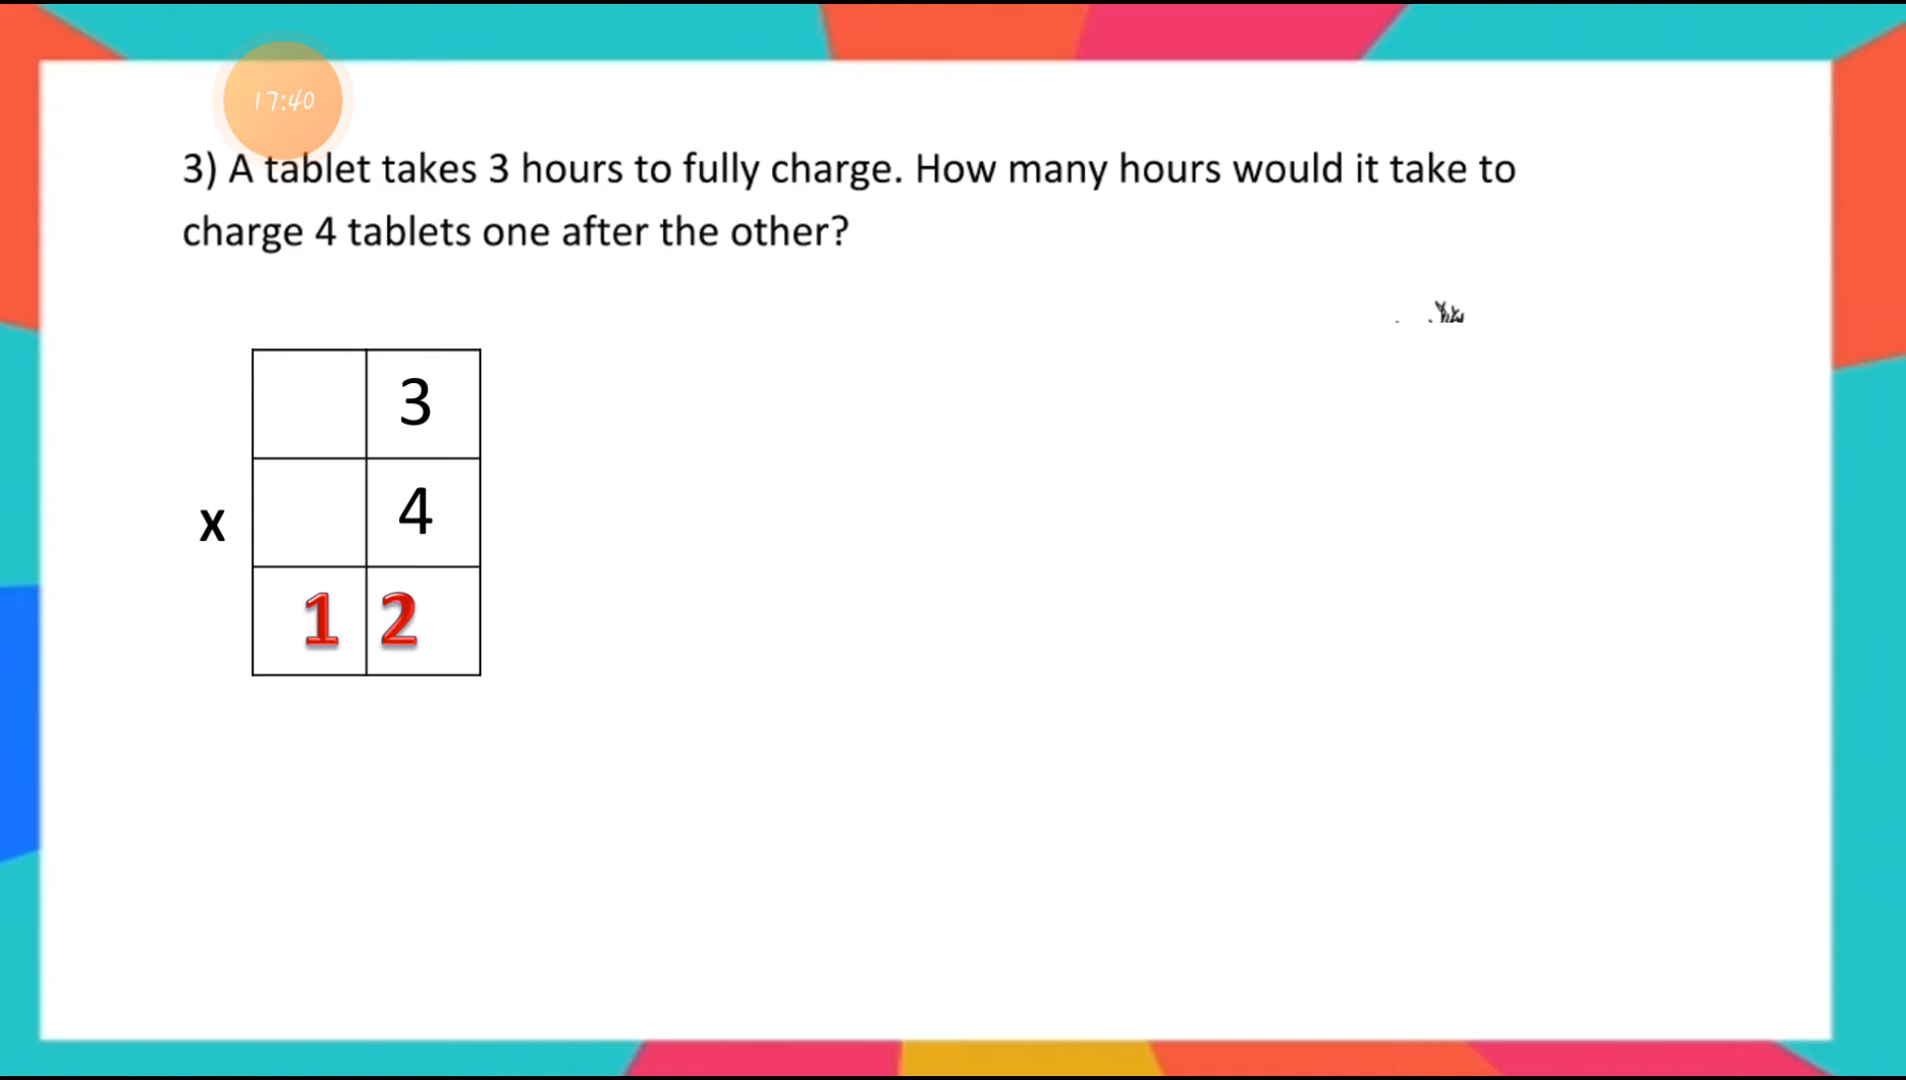 17:40
3) A tablet takes 3 hours to fully charge. How many hours would it take to
charge 4 tablets one after the other?
3
x 4
1 2